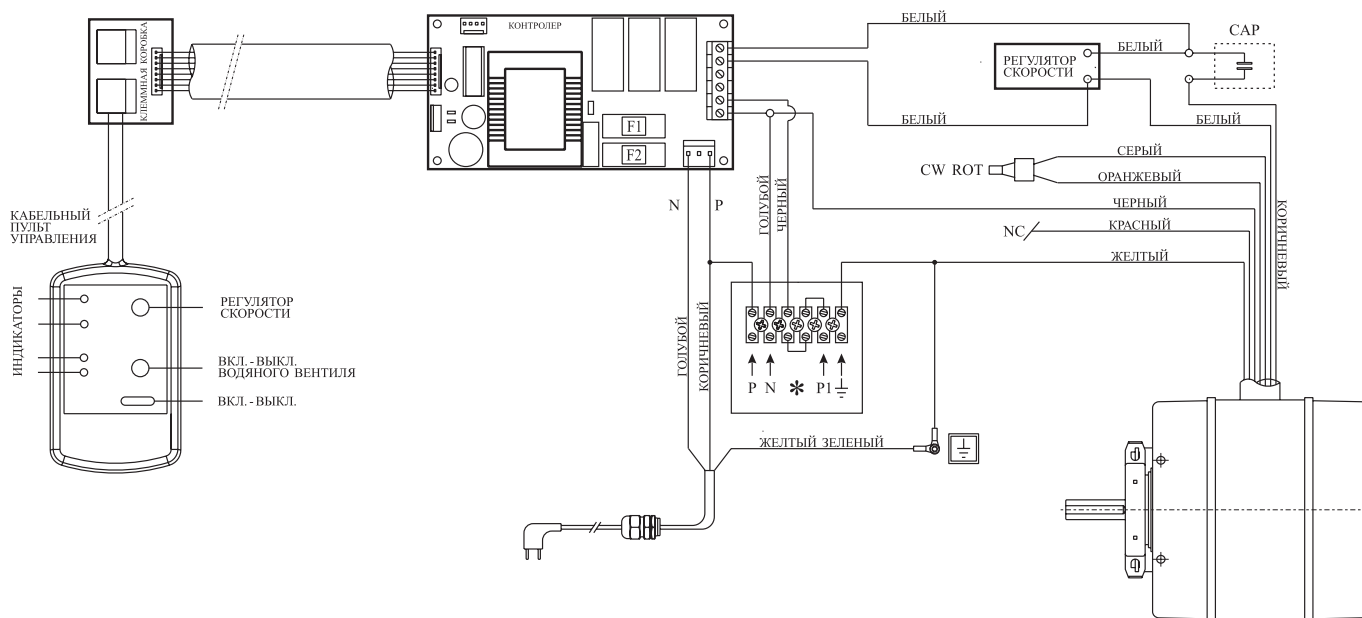 КЛЕММНАЯ КОРОБКА
КОНТРОЛЕР
F1
F2
БЕЛЫЙ
РЕГУЛЯТОР
СКОРОСТИ
БЕЛЫЙ
CAP
БЕЛЫЙ
БЕЛЫЙ
CW ROT
СЕРЫЙ
ОРАНЖЕВЫЙ
ЧЕРНЫЙ
NC
КРАСНЫЙ
ЖЕЛТЫЙ
КОРИЧНЕВЫЙ
N
P
ГОЛУБОЙ
ЧЕРНЫЙ
КАБЕЛЬНЫЙ
ПУЛЬТ
УПРАВЛЕНИЯ
ИНДИКАТОРЫ
РЕГУЛЯТОР
СКОРОСТИ
ВКЛ. - ВЫКЛ.
ВОДЯНОГО ВЕНТИЛЯ
ВКЛ. - ВЫКЛ.
ГОЛУБОЙ
КОРИЧНЕВЫЙ
P N * P1
ЖЕЛТЫЙ ЗЕЛЕНЫЙ